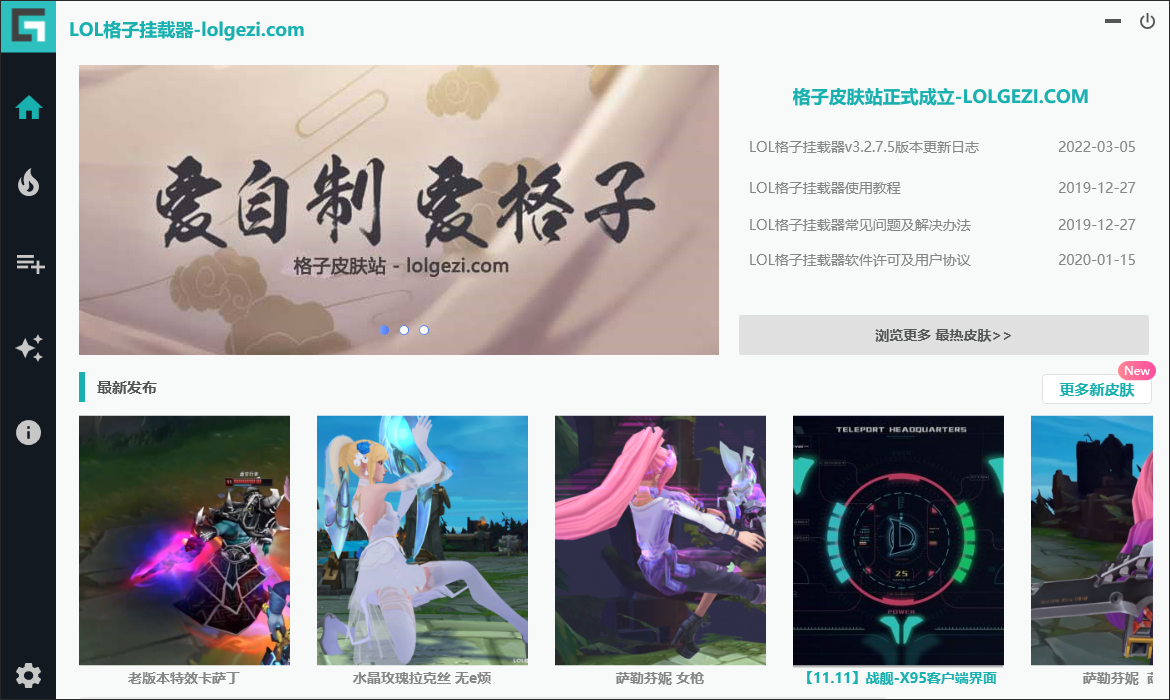 LOL格子挂载器-lolgezi.com
爱自制 爱格子
格子皮肤站 - lolgezi.com
格子皮肤站正式成立-LOLGEZI.COM
LOL格子挂载器v3.2.7.5版本更新日志 2022-03-05
LOL格子挂载器使用教程 2019-12-27
LOL格子挂载器常见问题及解决办法 2019-12-27
LOL格子挂载器软件许可及用户协议 2020-01-15
浏览更多 最热皮肤>>
最新发布
New
更多新皮肤
TELEPORT HEADQUARTERS
25
POWER
老版本特效卡萨丁
水晶玫瑰拉克丝 无e烦
萨勒芬妮 女枪
【11.11】战舰-X95客户端界面
萨勒芬妮